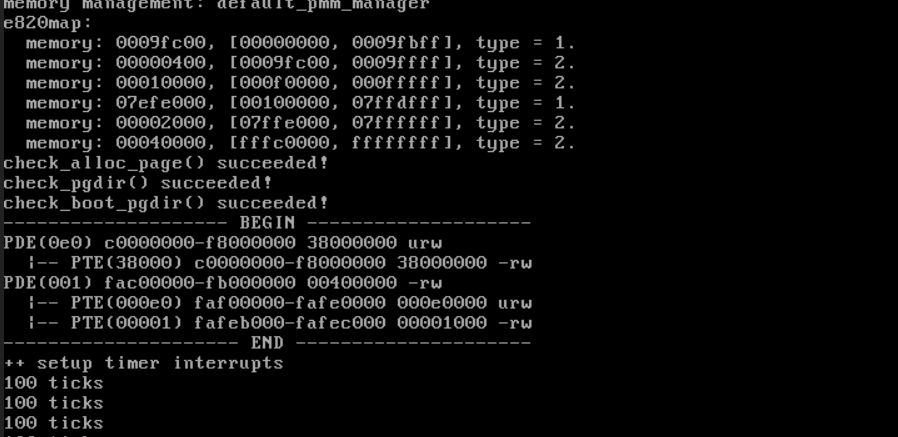 memory management: default_pmm_manager
e820map:
  memory: 0009fc00, [00000000, 0009fbff], type = 1.
  memory: 00000400, [0009fc00, 0009ffff], type = 2.
  memory: 00010000, [000f0000, 000fffff], type = 2.
  memory: 07efe000, [00100000, 07ffdfff], type = 1.
  memory: 00002000, [07ffe000, 07ffffff], type = 2.
  memory: 00040000, [fffc0000, ffffffff], type = 2.
check_alloc_page() succeeded!
check_pgdir() succeeded!
check_boot_pgdir() succeeded!
-------------------- BEGIN --------------------
PDE(0e0) c0000000-f8000000 38000000 urw
  |-- PTE(38000) c0000000-f8000000 38000000 -rw
PDE(001) fac00000-fb000000 00400000 -rw
  |-- PTE(000e0) faf00000-fafe0000 000e0000 urw
  |-- PTE(00001) fafeb000-fafec000 00001000 -rw
--------------------- END ---------------------
++ setup timer interrupts
100 ticks
100 ticks
100 ticks